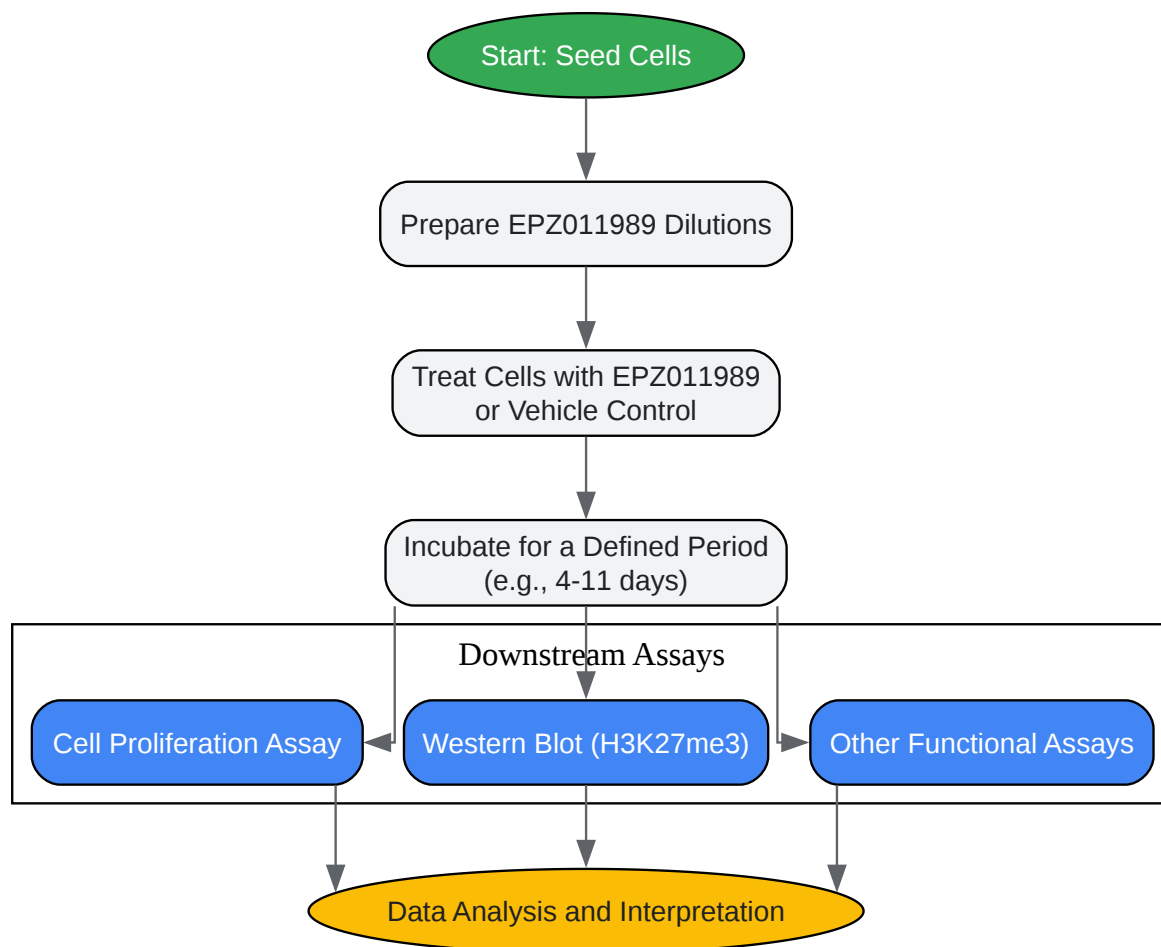 Start: Seed Cells
Prepare EPZ011989 Dilutions
Treat Cells with EPZ011989
or Vehicle Control
Incubate for a Defined Period
(e.g., 4-11 days)
Downstream Assays
Cell Proliferation Assay
Western Blot (H3K27me3)
Other Functional Assays
Data Analysis and Interpretation